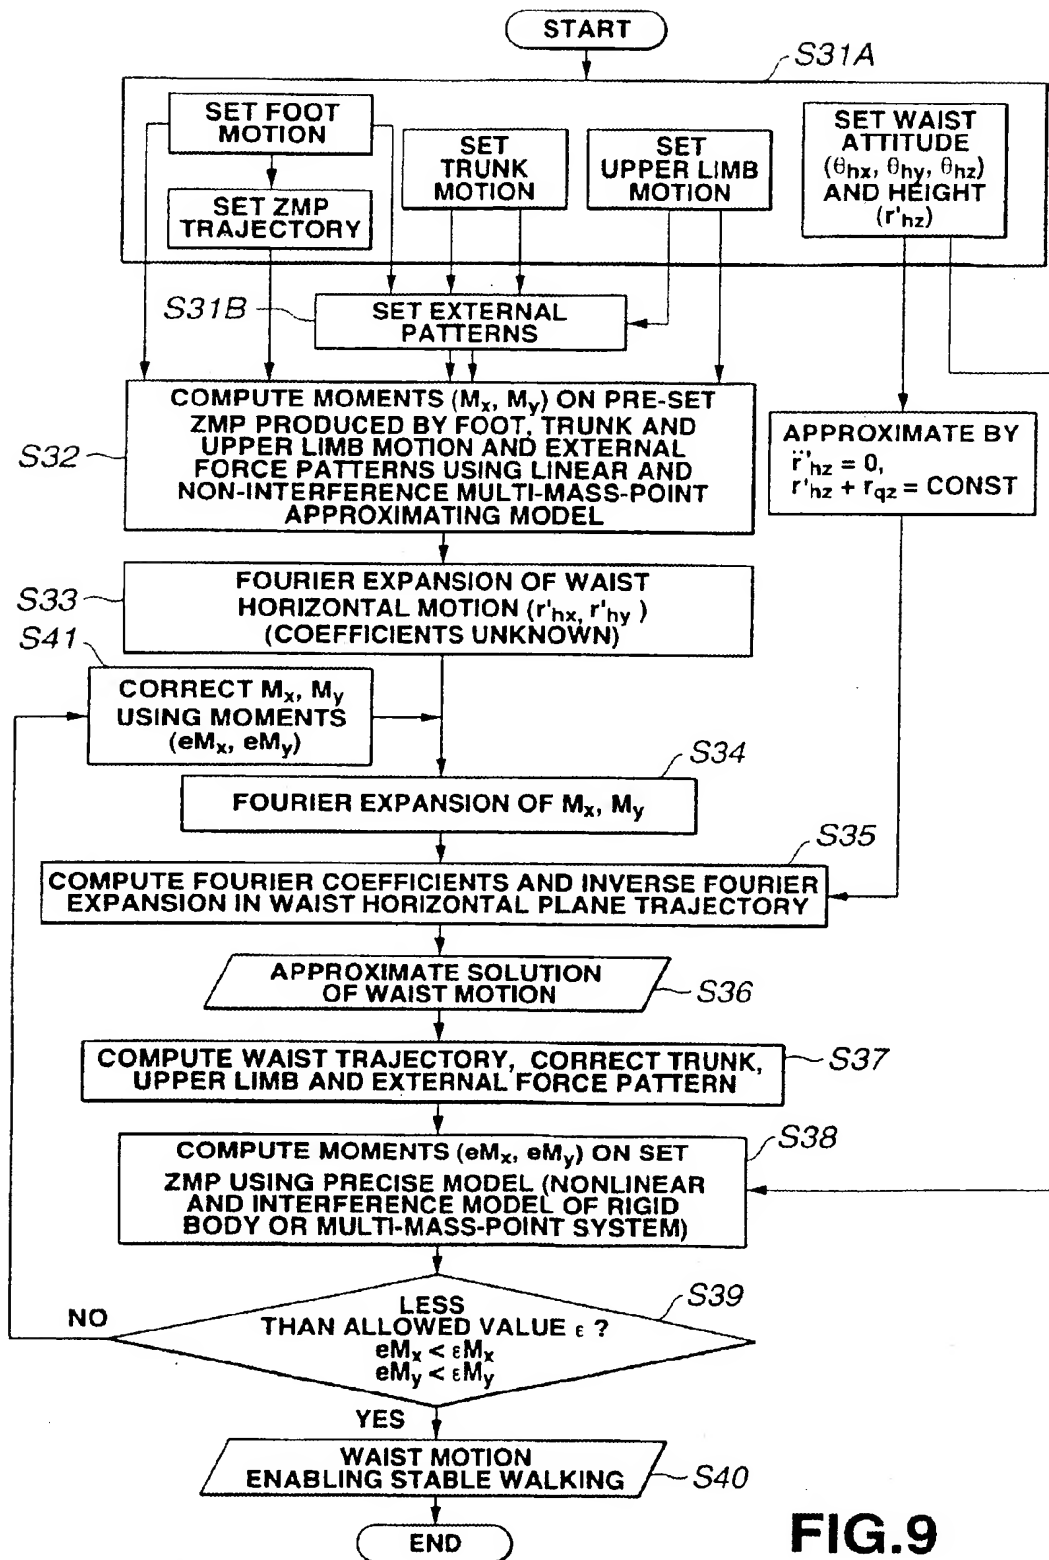 START
S31A
SET FOOT
MOTION
SET ZMP
TRAJECTORY
SET
TRUNK
MOTION
SET
UPPER LIMB
MOTION
SET WAIST
ATTITUDE
(θhx, θhy, θhz)
AND HEIGHT
(r'hz)
S31B
SET EXTERNAL
PATTERNS
S32
COMPUTE MOMENTS (Mx, My) ON PRE-SET
ZMP PRODUCED BY FOOT, TRUNK AND
UPPER LIMB MOTION AND EXTERNAL
FORCE PATTERNS USING LINEAR AND
NON-INTERFERENCE MULTI-MASS-POINT
APPROXIMATING MODEL
APPROXIMATE BY
r̈'hz = 0,
r'hz + rqz = CONST
S33
FOURIER EXPANSION OF WAIST
HORIZONTAL MOTION (r'hx, r'hy )
(COEFFICIENTS UNKNOWN)
S41
CORRECT Mx, My
USING MOMENTS
(eMx, eMy)
S34
FOURIER EXPANSION OF Mx, My
S35
COMPUTE FOURIER COEFFICIENTS AND INVERSE FOURIER
EXPANSION IN WAIST HORIZONTAL PLANE TRAJECTORY
APPROXIMATE SOLUTION
OF WAIST MOTION
S36
COMPUTE WAIST TRAJECTORY, CORRECT TRUNK,
UPPER LIMB AND EXTERNAL FORCE PATTERN
S37
COMPUTE MOMENTS (eMx, eMy) ON SET
ZMP USING PRECISE MODEL (NONLINEAR
AND INTERFERENCE MODEL OF RIGID
BODY OR MULTI-MASS-POINT SYSTEM)
S38
S39
NO
LESS
THAN ALLOWED VALUE ε ?
eMx < εMx
eMy < εMy
YES
WAIST MOTION
ENABLING STABLE WALKING
S40
END
FIG.9